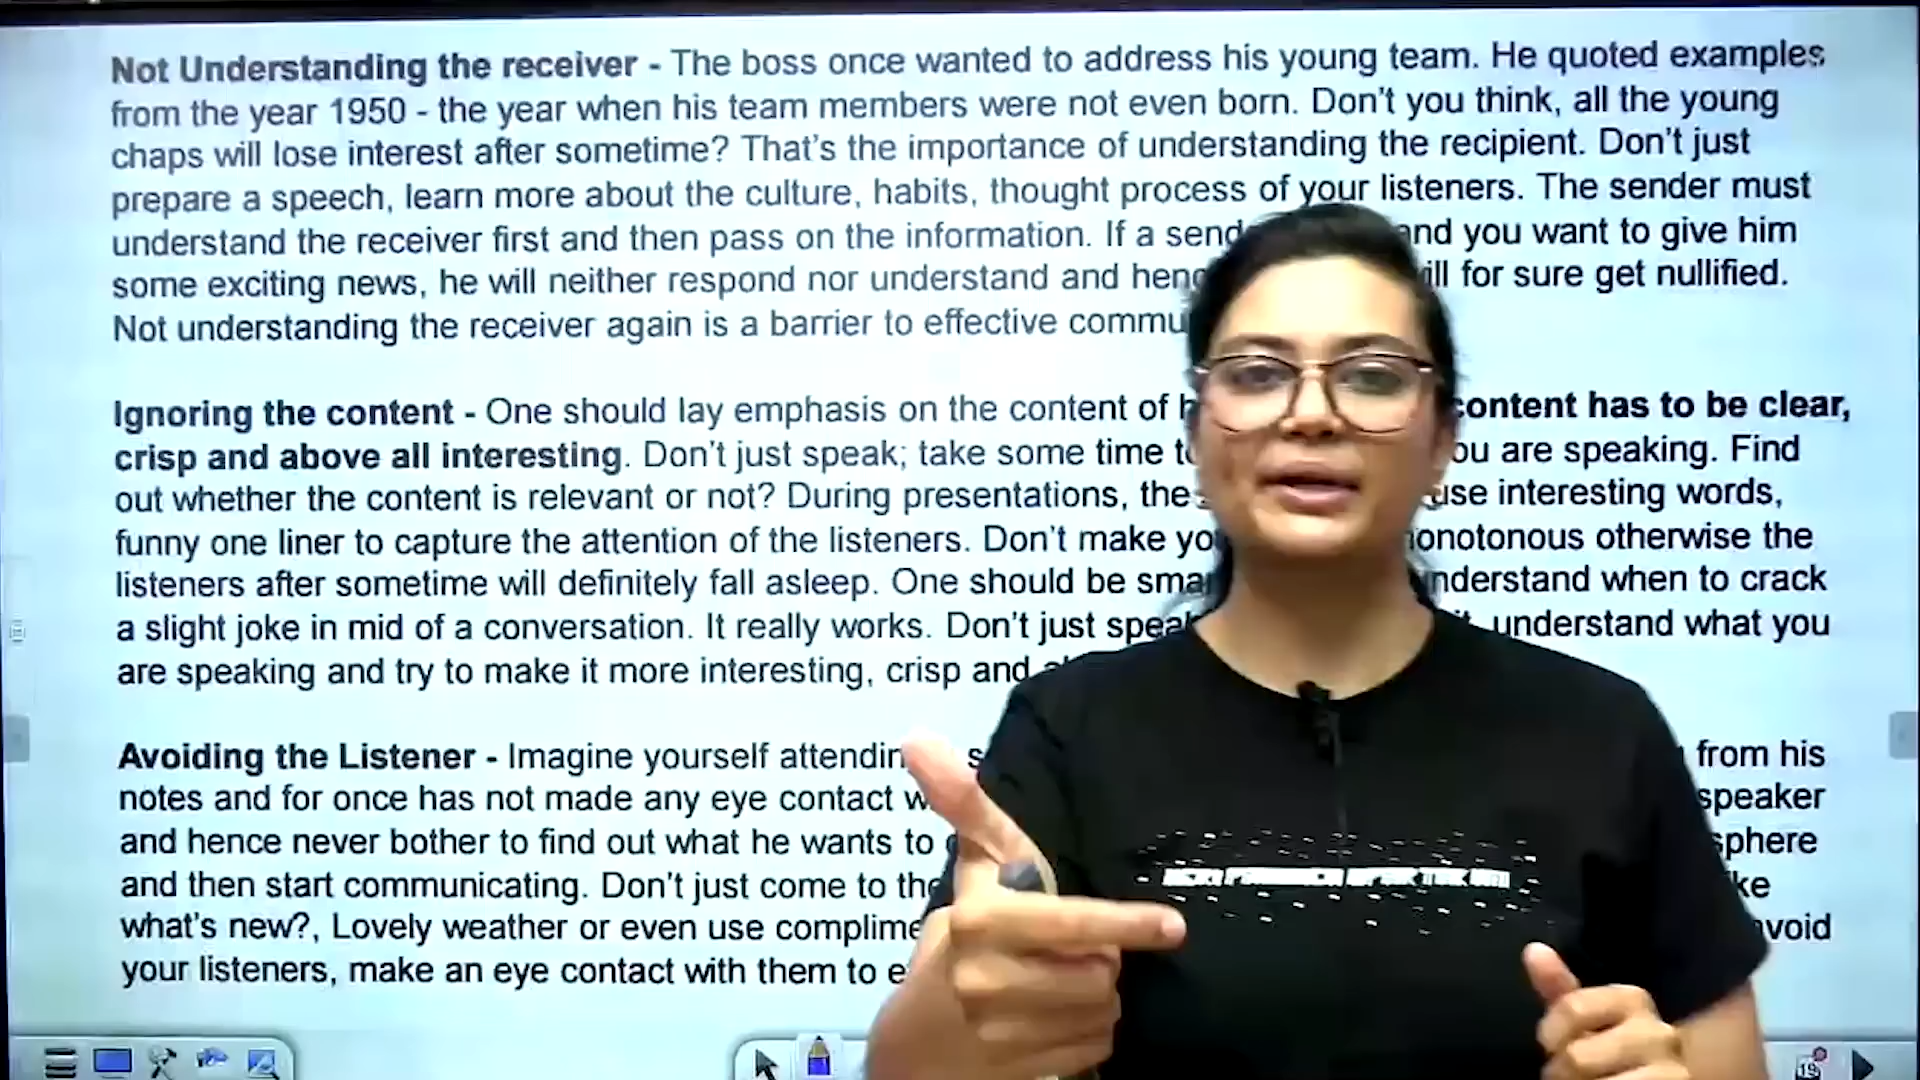 Not Understanding the receiver - The boss once wanted to address his young team. He quoted examples
from the year 1950 - the year when his team members were not even born. Don't you think, all the young
chaps will lose interest after sometime? That's the importance of understanding the recipient. Don't just
prepare a speech, learn more about the culture, habits, thought process of your listeners. The sender must
understand the receiver first and then pass on the information. If a send and you want to give him
some exciting news, he will neither respond nor understand and henc ill for sure get nullified.
Not understanding the receiver again is a barrier to effective commu
Ignoring the content - One should lay emphasis on the content of h content has to be clear,
crisp and above all interesting. Don't just speak; take some time to ou are speaking. Find
out whether the content is relevant or not? During presentations, the use interesting words,
funny one liner to capture the attention of the listeners. Don't make yo onotonous otherwise the
listeners after sometime will definitely fall asleep. One should be sma nderstand when to crack
a slight joke in mid of a conversation. It really works. Don't just speak understand what you
are speaking and try to make it more interesting, crisp and
Avoiding the Listener - Imagine yourself attendin s from his
notes and for once has not made any eye contact w speaker
and hence never bother to find out what he wants to sphere
and then start communicating. Don't just come to the ke
what's new?, Lovely weather or even use complime void
your listeners, make an eye contact with them to e
19